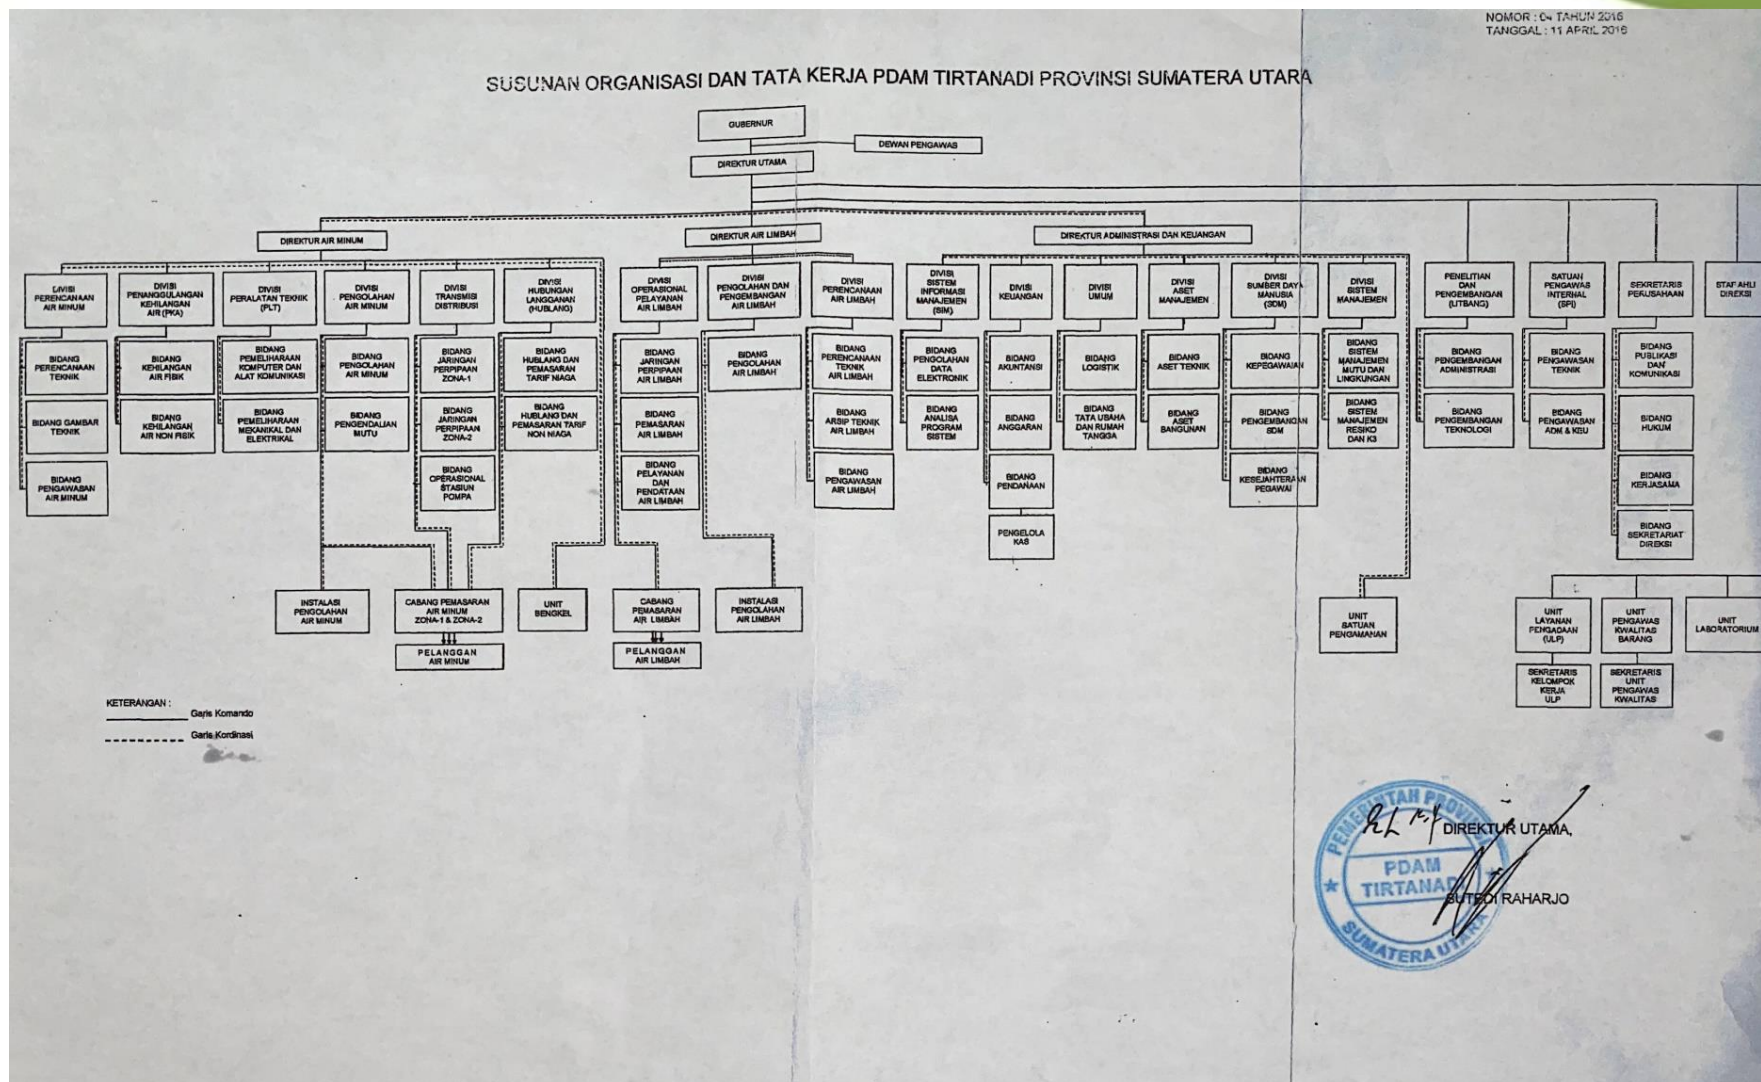 NOMOR : 04 TAHUN 2016
TANGGAL : 11 APRIL 2016
SUSUNAN ORGANISASI DAN TATA KERJA PDAM TIRTANADI PROVINSI SUMATERA UTARA
GUBERNUR
DEWAN PENGAWAS
DIREKTUR UTAMA
DIREKTUR AIR MINUM
DIREKTUR AIR LIMBAH
DIREKTUR ADMINISTRASI DAN KEUANGAN
DIVISI
PERENCANAAN
AIR MINUM
DIVISI
PENANGGULANGAN
KEHILANGAN
AIR (PKA)
DIVISI
PERALATAN TEKNIK
(PLT)
DIVISI
PENGOLAHAN
AIR MINUM
DIVISI
TRANSMISI
DISTRIBUSI
DIVISI
HUBUNGAN
LANGGANAN
(HUBLANG)
DIVISI
OPERASIONAL
PELAYANAN
AIR LIMBAH
DIVISI
PENGOLAHAN DAN
PENGEMBANGAN
AIR LIMBAH
DIVISI
PERENCANAAN
AIR LIMBAH
DIVISI
SISTEM
INFORMASI
MANAJEMEN
(SIM)
DIVISI
KEUANGAN
DIVISI
UMUM
DIVISI
ASET
MANAJEMEN
DIVISI
SUMBER DAYA
MANUSIA
(SDM)
DIVISI
SISTEM
MANAJEMEN
PENELITIAN
DAN
PENGEMBANGAN
(LITBANG)
SATUAN
PENGAWAS
INTERNAL
(SPI)
SEKRETARIS
PERUSAHAAN
STAF AHLI
DIREKSI
BIDANG
PERENCANAAN
TEKNIK
BIDANG
KEHILANGAN
AIR FISIK
BIDANG
PEMELIHARAAN
KOMPUTER DAN
ALAT KOMUNIKASI
BIDANG
PENGOLAHAN
AIR MINUM
BIDANG
JARINGAN
PERPIPAAN
ZONA-1
BIDANG
HUBLANG DAN
PEMASARAN
TARIF NIAGA
BIDANG
JARINGAN
PERPIPAAN
AIR LIMBAH
BIDANG
PENGOLAHAN
AIR LIMBAH
BIDANG
PERENCANAAN
TEKNIK
AIR LIMBAH
BIDANG
PENGOLAHAN
DATA
ELEKTRONIK
BIDANG
AKUNTANSI
BIDANG
LOGISTIK
BIDANG
ASET TEKNIK
BIDANG
KEPEGAWAIAN
BIDANG
SISTEM
MANAJEMEN
MUTU DAN
LINGKUNGAN
BIDANG
PENGEMBANGAN
ADMINISTRASI
BIDANG
PENGAWASAN
TEKNIK
BIDANG
PUBLIKASI
DAN
KOMUNIKASI
BIDANG GAMBAR
TEKNIK
BIDANG
KEHILANGAN
AIR NON FISIK
BIDANG
PEMELIHARAAN
MEKANIKAL DAN
ELEKTRIKAL
BIDANG
PENGENDALIAN
MUTU
BIDANG
JARINGAN
PERPIPAAN
ZONA-2
BIDANG
HUBLANG DAN
PEMASARAN TARIF
NON NIAGA
BIDANG
PEMASARAN
AIR LIMBAH
BIDANG
ARSIP TEKNIK
AIR LIMBAH
BIDANG
ANALISA
PROGRAM
SISTEM
BIDANG
ANGGARAN
BIDANG
TATA USAHA
DAN RUMAH
TANGGA
BIDANG
ASET
BANGUNAN
BIDANG
PENGEMBANGAN
SDM
BIDANG
SISTEM
MANAJEMEN
RESIKO
DAN K3
BIDANG
PENGEMBANGAN
TEKNOLOGI
BIDANG
PENGAWASAN
ADM & KEU
BIDANG
HUKUM
BIDANG
PENGAWASAN
AIR MINUM
BIDANG
OPERASIONAL
STASIUN
POMPA
BIDANG
PELAYANAN
DAN
PENDATAAN
AIR LIMBAH
BIDANG
PENGAWASAN
AIR LIMBAH
BIDANG
PENDANAAN
BIDANG
KESEJAHTERAAN
PEGAWAI
BIDANG
KERJASAMA
PENGELOLA
KAS
BIDANG
SEKRETARIAT
DIREKSI
INSTALASI
PENGOLAHAN
AIR MINUM
CABANG PEMASARAN
AIR MINUM
ZONA-1 & ZONA-2
UNIT
BENGKEL
CABANG
PEMASARAN
AIR LIMBAH
INSTALASI
PENGOLAHAN
AIR LIMBAH
UNIT
SATUAN
PENGAMANAN
UNIT
LAYANAN
PENGADAAN
(ULP)
UNIT
PENGAWAS
KWALITAS
BARANG
UNIT
LABORATORIUM
PELANGGAN
AIR MINUM
PELANGGAN
AIR LIMBAH
SEKRETARIS
KELOMPOK
KERJA
ULP
SEKRETARIS
UNIT
PENGAWAS
KWALITAS
KETERANGAN :
Garis Komando
Garis Kordinasi
PEMERINTAH PROVINSI
DIREKTUR UTAMA,
PDAM
TIRTANADI
SUTEDI RAHARJO
SUMATERA UTARA